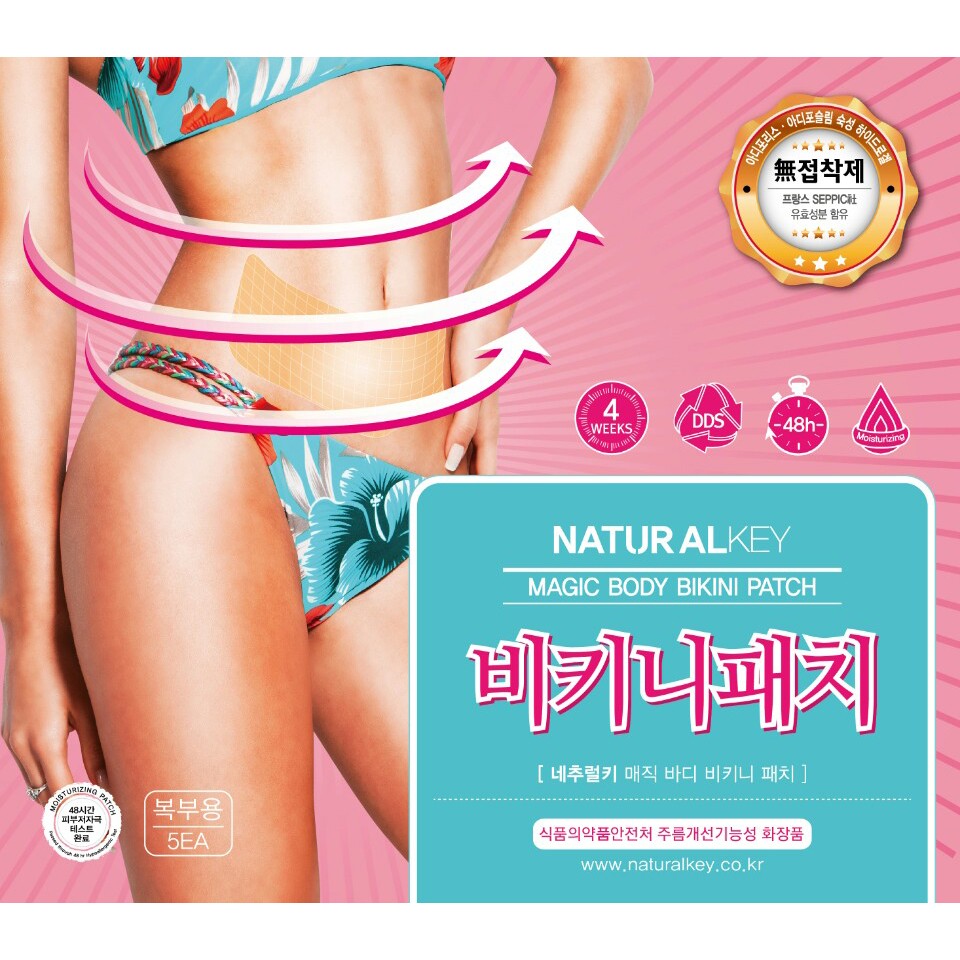 아디포리스 · 아디포슬림 숙성 하이드로겔
無접착제
프랑스 SEPPIC社
유효성분 함유
4
WEEKS
DDS
48h
Moisturizing
NATURALKEY
MAGIC BODY BIKINI PATCH
비키니패치
[ 네추럴키 매직 바디 비키니 패치 ]
식품의약품안전처 주름개선기능성 화장품
www.naturalkey.co.kr
MOISTURIZING PATCH
48시간
피부저자극
테스트
완료
복부용
5EA